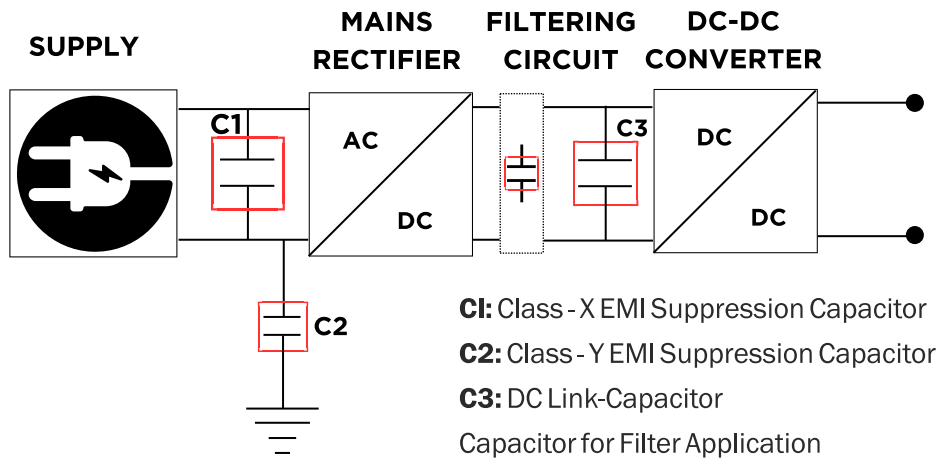 SUPPLY
MAINS
RECTIFIER
FILTERING
CIRCUIT
DC-DC
CONVERTER
C1
AC
DC
C3
DC
DC
C2
CI: Class - X EMI Suppression Capacitor
C2: Class - Y EMI Suppression Capacitor
C3: DC Link-Capacitor
Capacitor for Filter Application